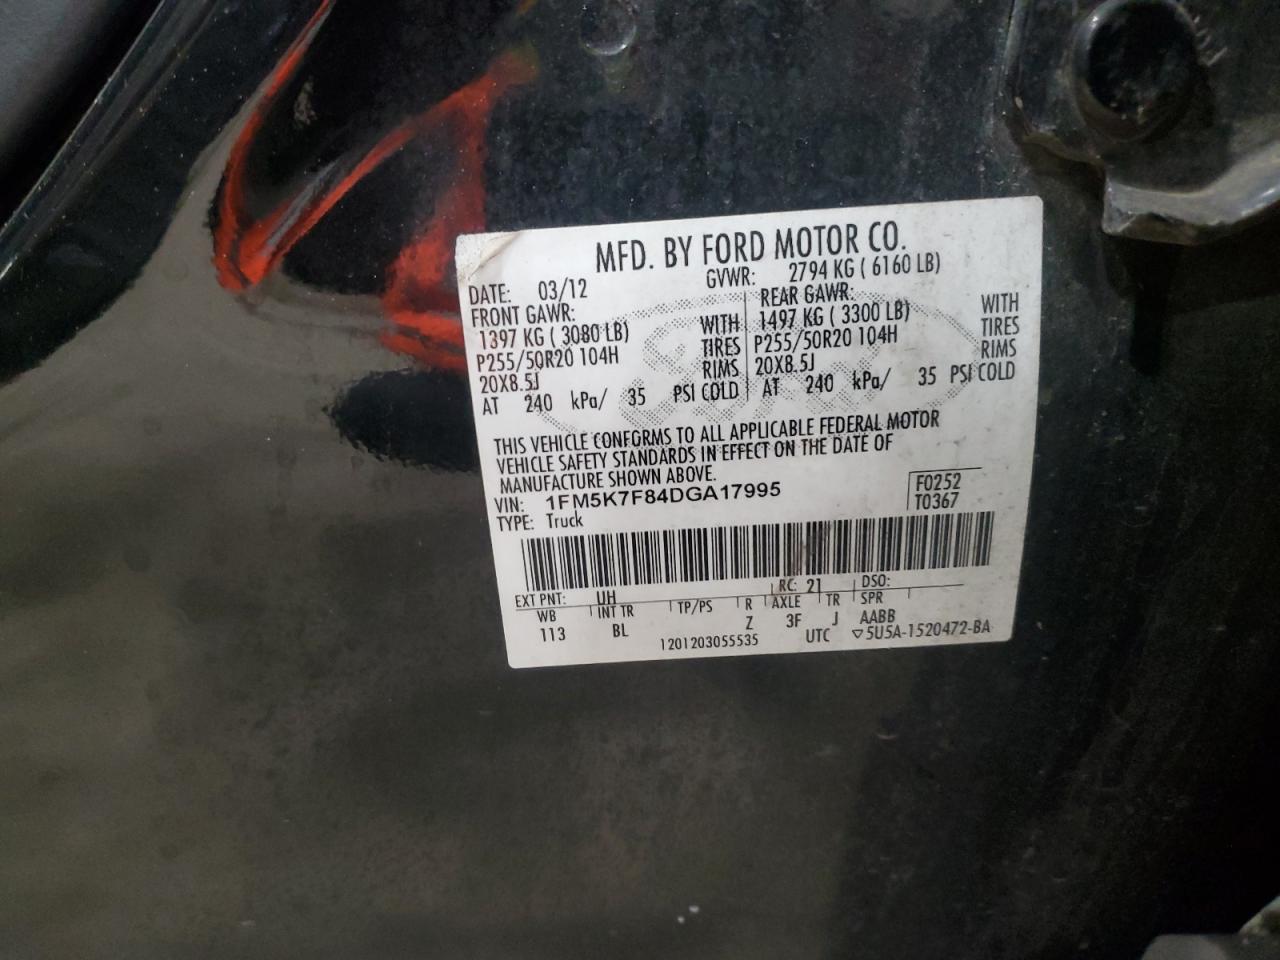 MFD. BY FORD MOTOR CO.
DATE: 03/12 GVWR: 2794 KG ( 6160 LB)
FRONT GAWR: REAR GAWR:
1397 KG ( 3080 LB) WITH 1497 KG ( 3300 LB) WITH
P255/50R20 104H TIRES P255/50R20 104H TIRES
20X8.5J RIMS 20X8.5J RIMS
AT 240 kPa/ 35 PSI COLD AT 240 kPa/ 35 PSI COLD
THIS VEHICLE CONFORMS TO ALL APPLICABLE FEDERAL MOTOR
VEHICLE SAFETY STANDARDS IN EFFECT ON THE DATE OF
MANUFACTURE SHOWN ABOVE.
VIN: 1FM5K7F84DGA17995 F0252
TYPE: Truck T0367
EXT PNT: UH RC: 21 DSO:
WB INT TR TP/PS R AXLE TR SPR
113 BL Z 3F J AABB
1201203055535 UTC ▽5U5A-1520472-BA